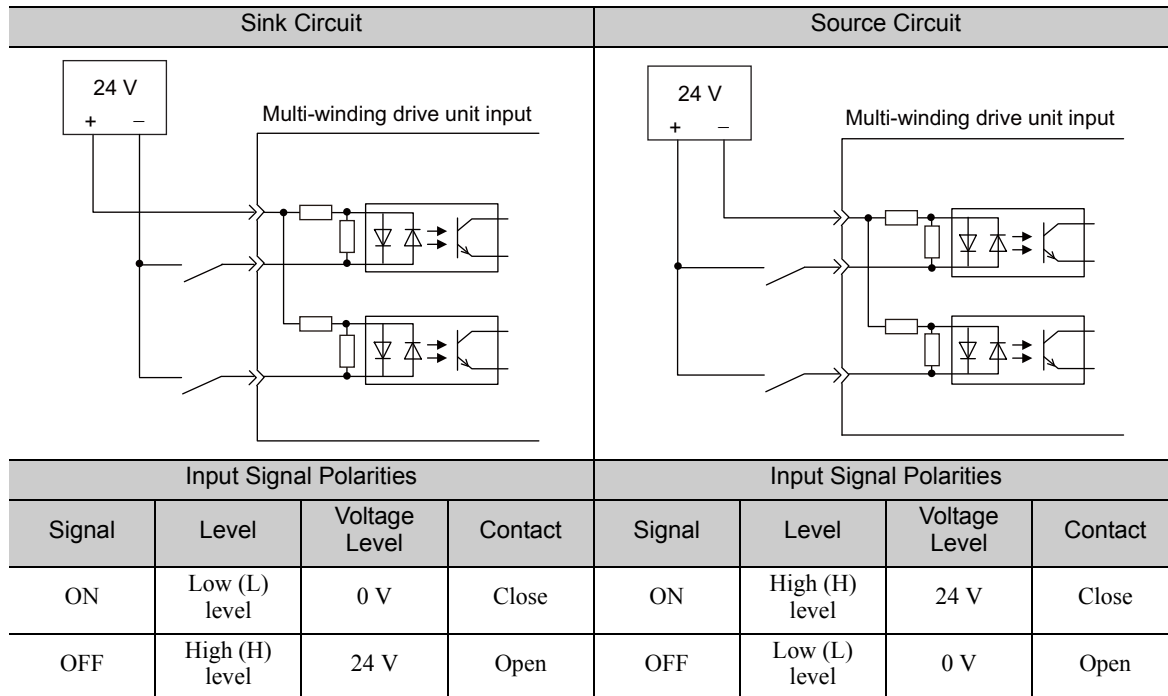 Sink Circuit
Source Circuit
24 V
+ −
Multi-winding drive unit input
24 V
+ −
Multi-winding drive unit input
Input Signal Polarities
Input Signal Polarities
Signal Level Voltage Level Contact Signal Level Voltage Level Contact
ON Low (L) level 0 V Close ON High (H) level 24 V Close
OFF High (H) level 24 V Open OFF Low (L) level 0 V Open